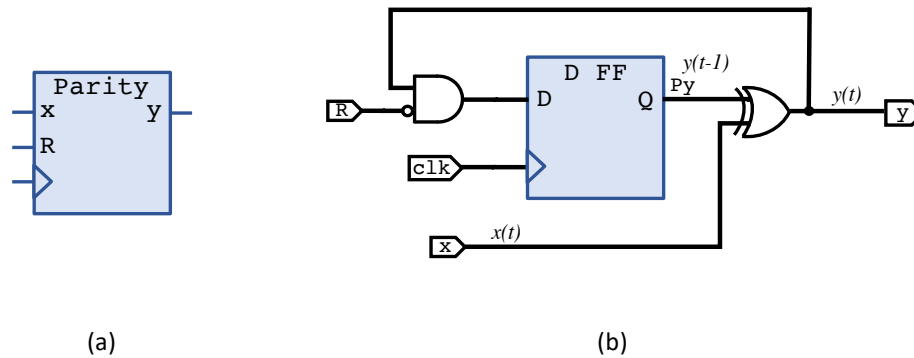 Parity
x y
R
(a)
D FF
y(t-1)
Py
D Q
R
clk
x
x(t)
y(t)
y
(b)